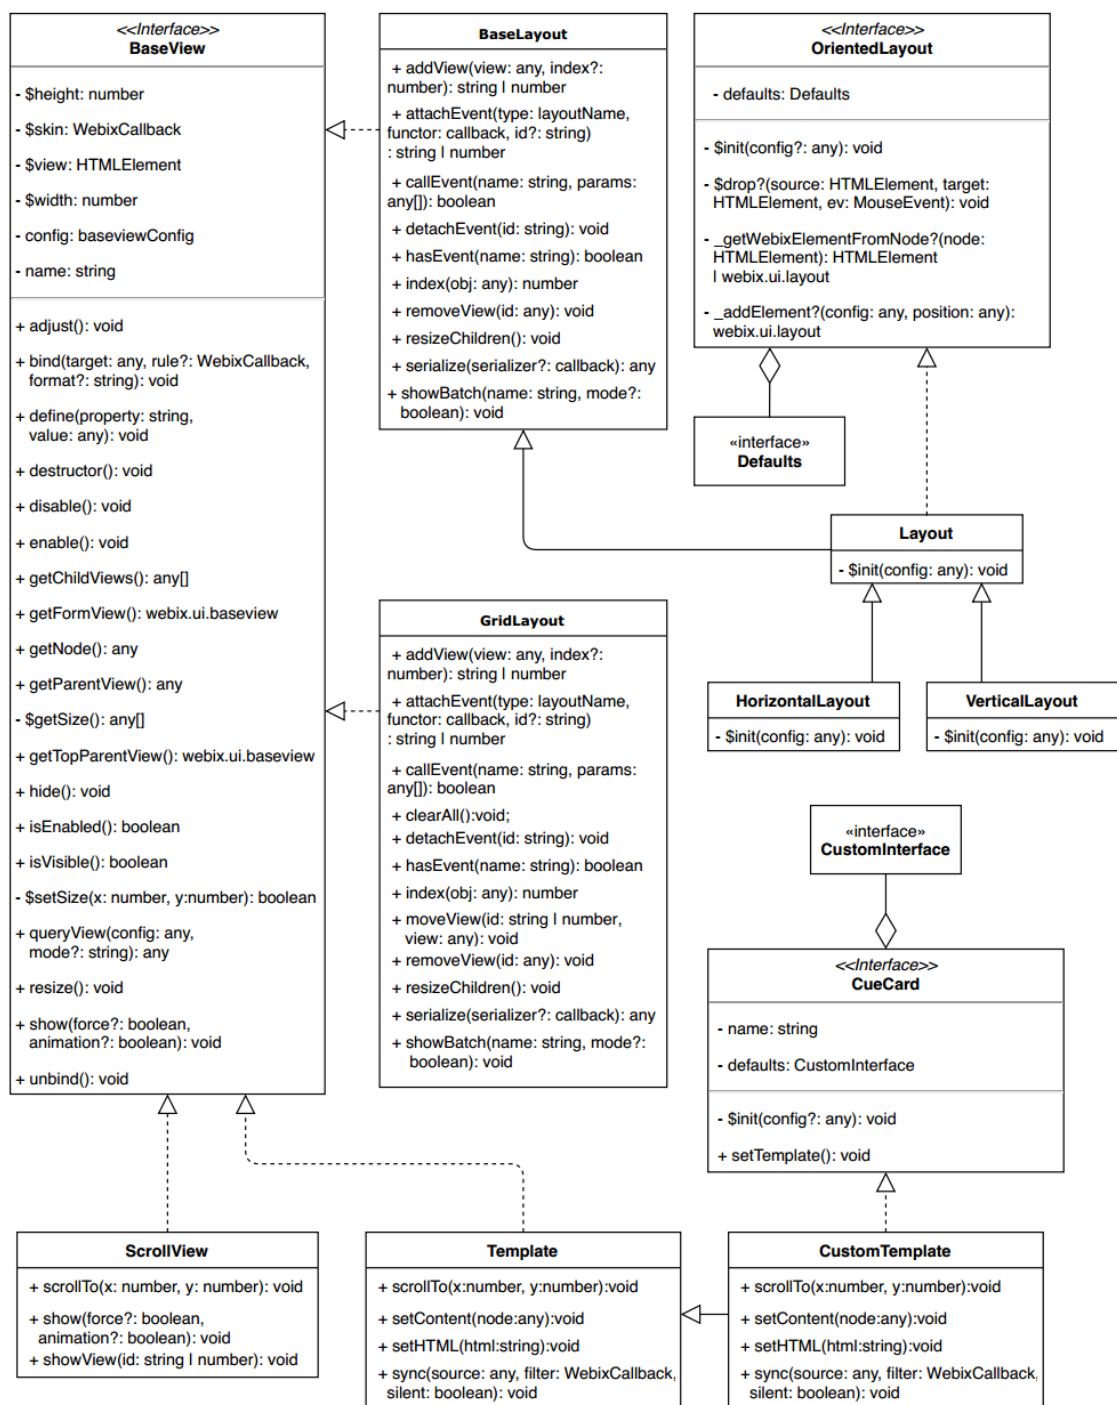 <<Interface>>
BaseView
- $height: number
- $skin: WebixCallback
- $view: HTMLElement
- $width: number
- config: baseviewConfig
- name: string
+ adjust(): void
+ bind(target: any, rule?: WebixCallback,
format?: string): void
+ define(property: string,
value: any): void
+ destructor(): void
+ disable(): void
+ enable(): void
+ getChildViews(): any[]
+ getFormView(): webix.ui.baseview
+ getNode(): any
+ getParentView(): any
- $getSize(): any[]
+ getTopParentView(): webix.ui.baseview
+ hide(): void
+ isEnabled(): boolean
+ isVisible(): boolean
- $setSize(x: number, y:number): boolean
+ queryView(config: any,
mode?: string): any
+ resize(): void
+ show(force?: boolean,
animation?: boolean): void
+ unbind(): void
BaseLayout
+ addView(view: any, index?:
number): string | number
+ attachEvent(type: layoutName,
functor: callback, id?: string)
: string | number
+ callEvent(name: string, params:
any[]): boolean
+ detachEvent(id: string): void
+ hasEvent(name: string): boolean
+ index(obj: any): number
+ removeView(id: any): void
+ resizeChildren(): void
+ serialize(serializer?: callback): any
+ showBatch(name: string, mode?:
boolean): void
<<Interface>>
OrientedLayout
- defaults: Defaults
- $init(config?: any): void
- $drop?(source: HTMLElement, target:
HTMLElement, ev: MouseEvent): void
- _getWebixElementFromNode?(node:
HTMLElement): HTMLElement
| webix.ui.layout
- _addElement?(config: any, position: any):
webix.ui.layout
«interface»
Defaults
Layout
- $init(config: any): void
HorizontalLayout
- $init(config: any): void
VerticalLayout
- $init(config: any): void
GridLayout
+ addView(view: any, index?:
number): string | number
+ attachEvent(type: layoutName,
functor: callback, id?: string)
: string | number
+ callEvent(name: string, params:
any[]): boolean
+ clearAll():void;
+ detachEvent(id: string): void
+ hasEvent(name: string): boolean
+ index(obj: any): number
+ moveView(id: string | number,
view: any): void
+ removeView(id: any): void
+ resizeChildren(): void
+ serialize(serializer?: callback): any
+ showBatch(name: string, mode?:
boolean): void
«interface»
CustomInterface
<<Interface>>
CueCard
- name: string
- defaults: CustomInterface
- $init(config?: any): void
+ setTemplate(): void
ScrollView
+ scrollTo(x: number, y: number): void
+ show(force?: boolean,
animation?: boolean): void
+ showView(id: string | number): void
Template
+ scrollTo(x:number, y:number):void
+ setContent(node:any):void
+ setHTML(html:string):void
+ sync(source: any, filter: WebixCallback,
silent: boolean): void
CustomTemplate
+ scrollTo(x:number, y:number):void
+ setContent(node:any):void
+ setHTML(html:string):void
+ sync(source: any, filter: WebixCallback,
silent: boolean): void